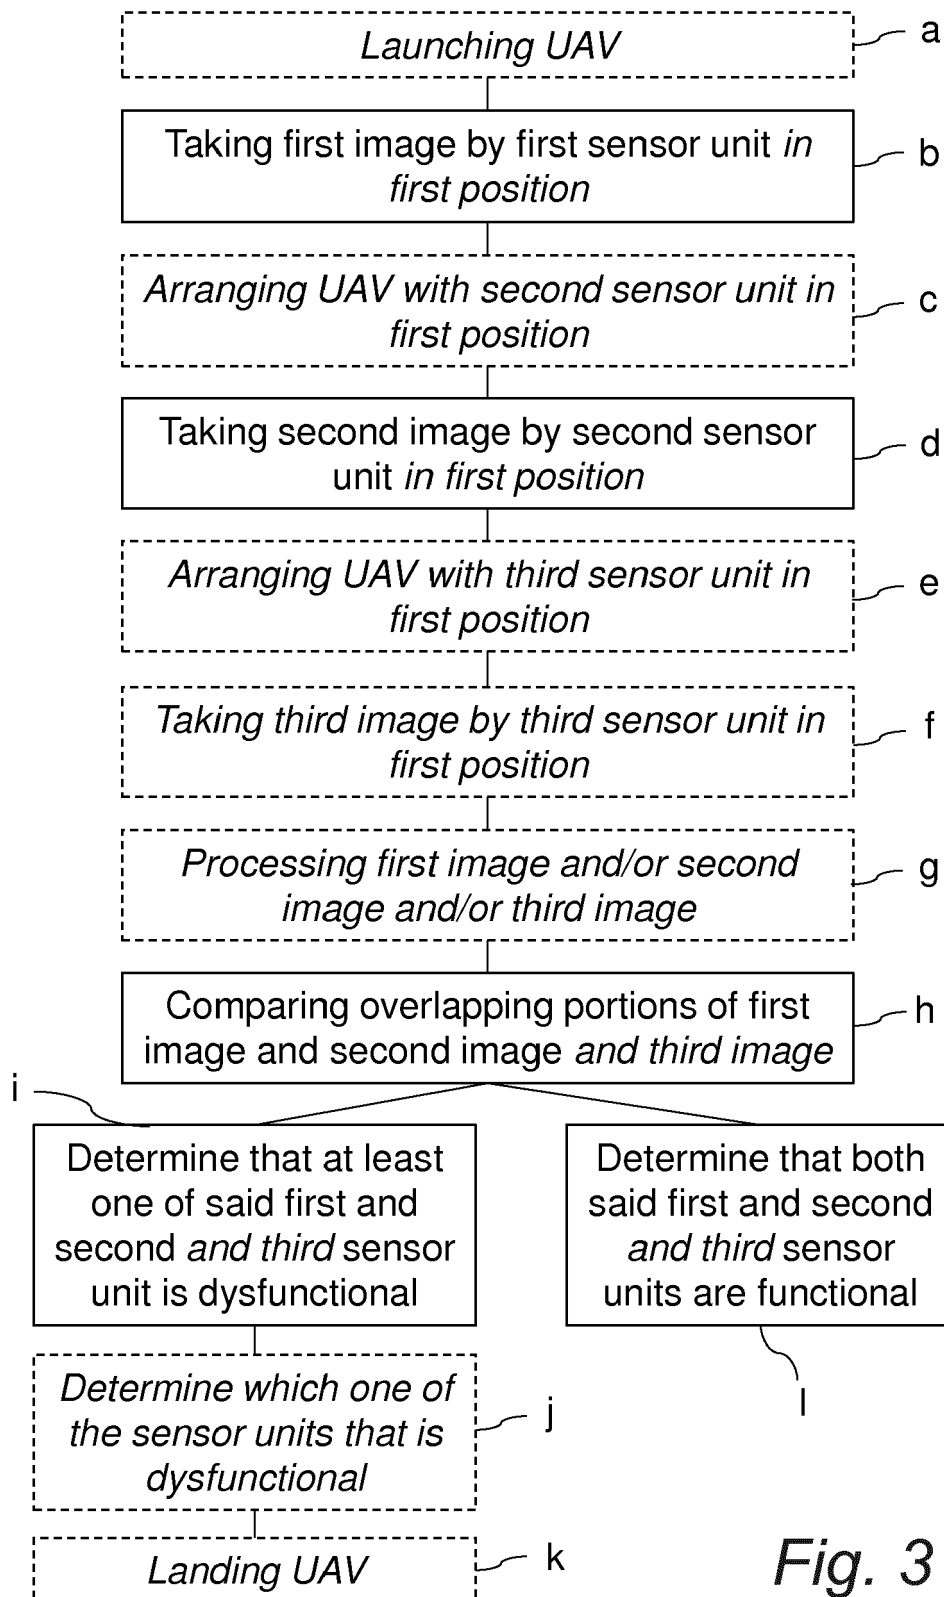 Launching UAV
a
Taking first image by first sensor unit in
first position
b
Arranging UAV with second sensor unit in
first position
c
Taking second image by second sensor
unit in first position
d
Arranging UAV with third sensor unit in
first position
e
Taking third image by third sensor unit in
first position
f
Processing first image and/or second
image and/or third image
g
Comparing overlapping portions of first
image and second image and third image
h
i
Determine that at least
one of said first and
second and third sensor
unit is dysfunctional
Determine that both
said first and second
and third sensor
units are functional
l
Determine which one of
the sensor units that is
dysfunctional
j
Landing UAV
k
Fig. 3